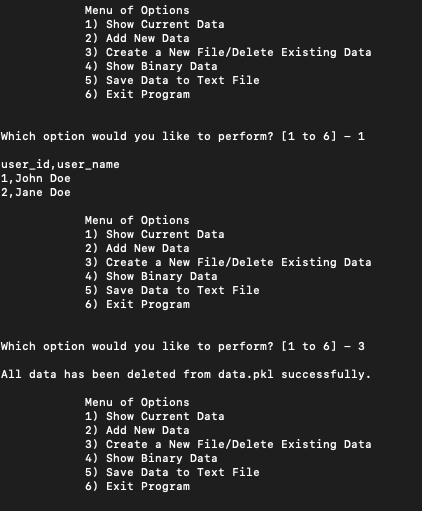 Menu of Options
1) Show Current Data
2) Add New Data
3) Create a New File/Delete Existing Data
4) Show Binary Data
5) Save Data to Text File
6) Exit Program
Which option would you like to perform? [1 to 6] – 1
user_id,user_name
1,John Doe
2,Jane Doe
Menu of Options
1) Show Current Data
2) Add New Data
3) Create a New File/Delete Existing Data
4) Show Binary Data
5) Save Data to Text File
6) Exit Program
Which option would you like to perform? [1 to 6] – 3
All data has been deleted from data.pkl successfully.
Menu of Options
1) Show Current Data
2) Add New Data
3) Create a New File/Delete Existing Data
4) Show Binary Data
5) Save Data to Text File
6) Exit Program